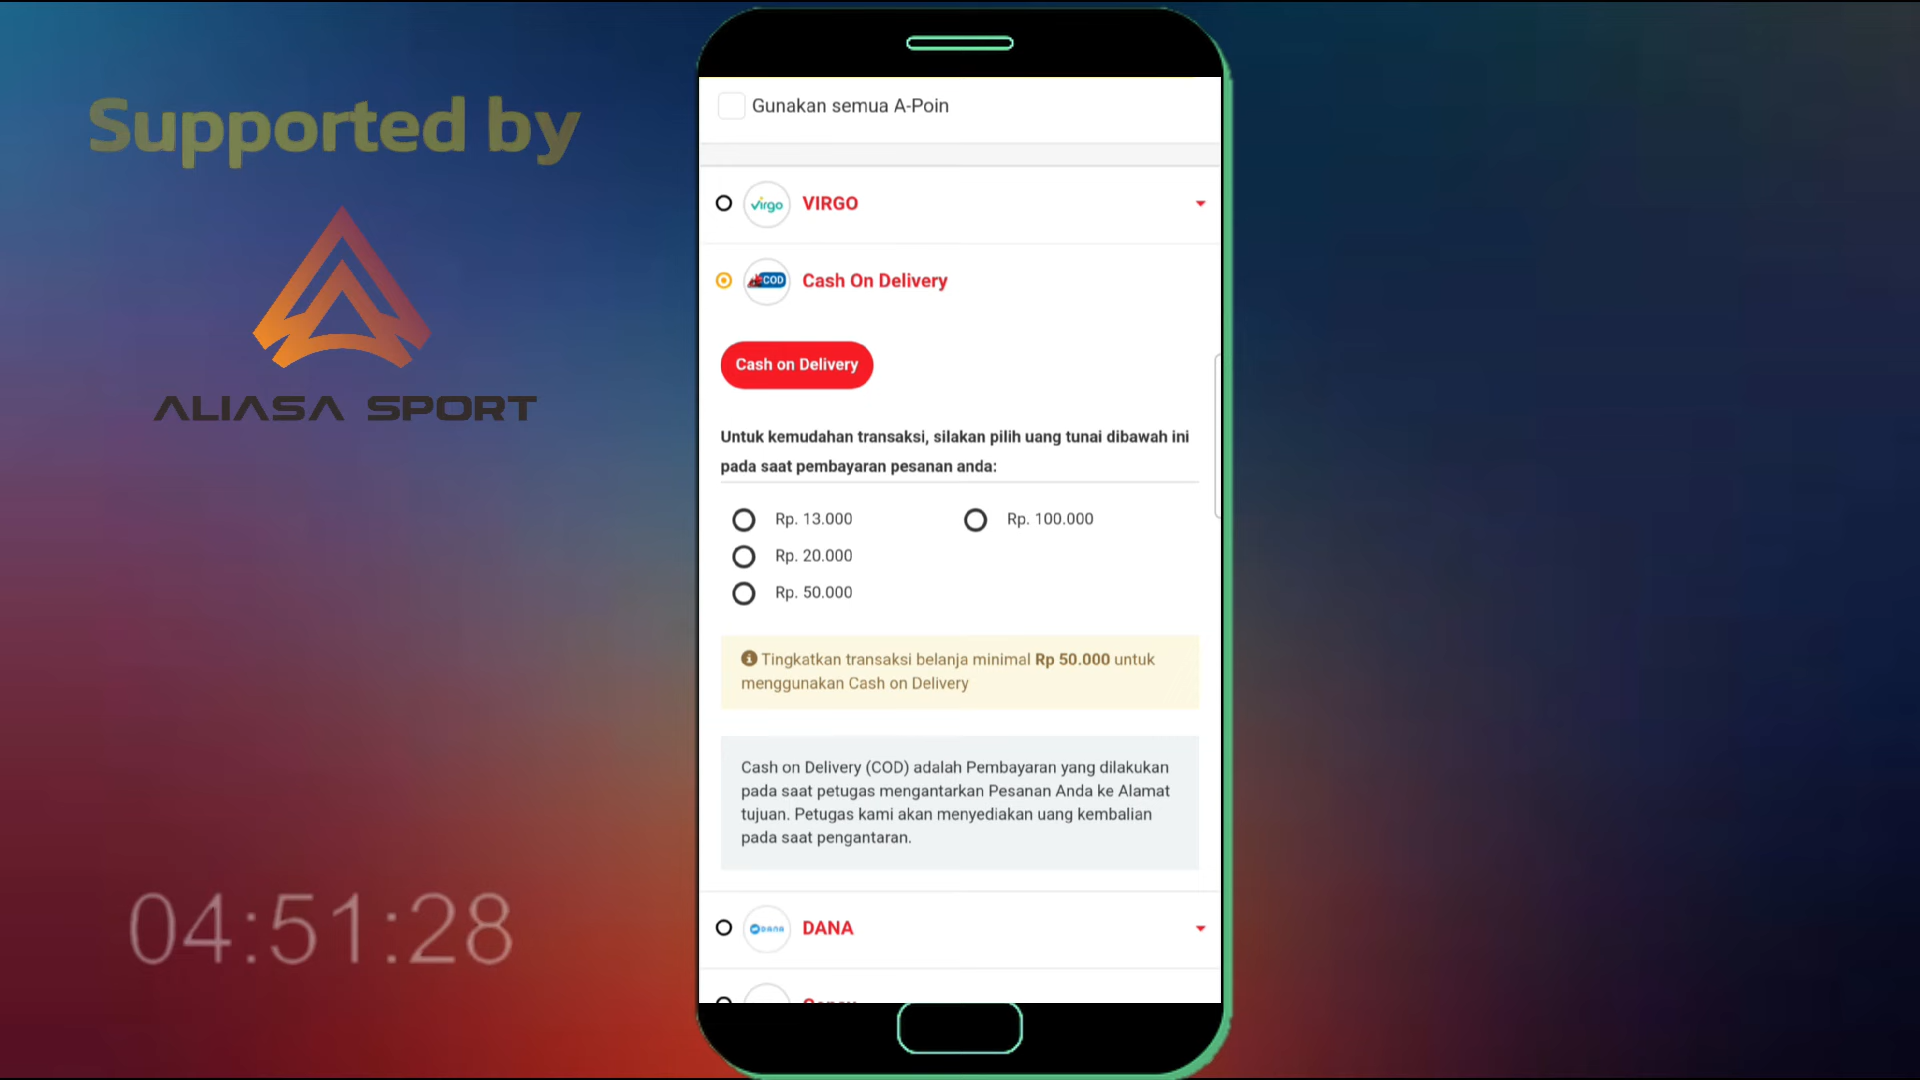 Supported by
ALIASA SPORT
04:51:28
Gunakan semua A-Poin
virgo
VIRGO
COD
Cash On Delivery
Cash on Delivery
Untuk kemudahan transaksi, silakan pilih uang tunai dibawah ini
pada saat pembayaran pesanan anda:
Rp. 13.000
Rp. 100.000
Rp. 20.000
Rp. 50.000
Tingkatkan transaksi belanja minimal Rp 50.000 untuk
menggunakan Cash on Delivery
Cash on Delivery (COD) adalah Pembayaran yang dilakukan
pada saat petugas mengantarkan Pesanan Anda ke Alamat
tujuan. Petugas kami akan menyediakan uang kembalian
pada saat pengantaran.
DANA
DANA